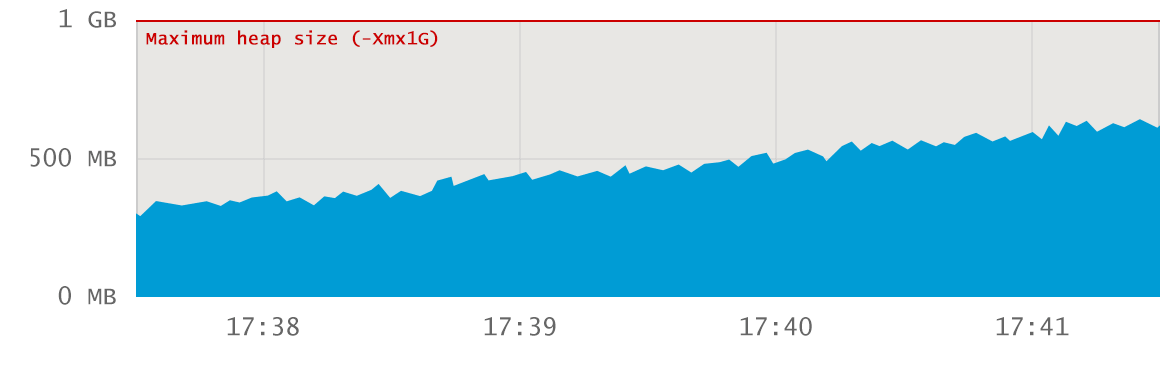 1 GB
Maximum heap size (-Xmx1G)
500 MB
0 MB
17:38 17:39 17:40 17:41